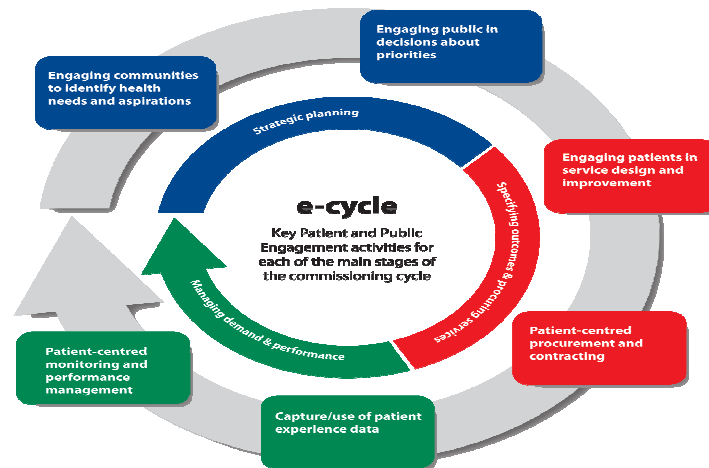 Engaging public in
decisions about
priorities
Engaging communities
to identify health
needs and aspirations
Strategic planning
Engaging patients in
service design and
improvement
Specifying outcomes & procuring services
e-cycle
Key Patient and Public
Engagement activities for
each of the main stages of
the commissioning cycle
Managing demand & performance
Patient-centred
procurement and
contracting
Patient-centred
monitoring and
performance
management
Capture/use of patient
experience data